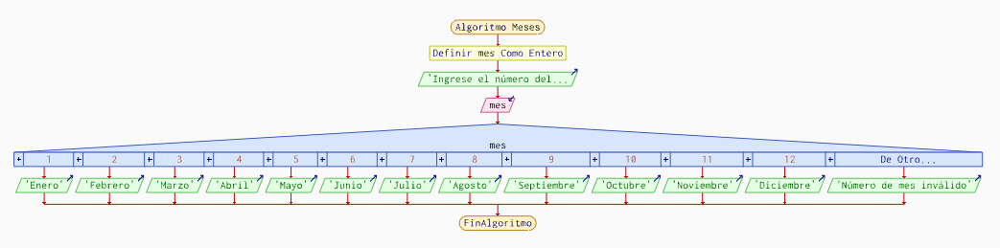 Algoritmo Meses
Definir mes Como Entero
'Ingrese el número del...
mes
mes
1 2 3 4 5 6 7 8 9 10 11 12 De Otro...
'Enero' 'Febrero' 'Marzo' 'Abril' 'Mayo' 'Junio' 'Julio' 'Agosto' 'Septiembre' 'Octubre' 'Noviembre' 'Diciembre' 'Número de mes inválido'
FinAlgoritmo